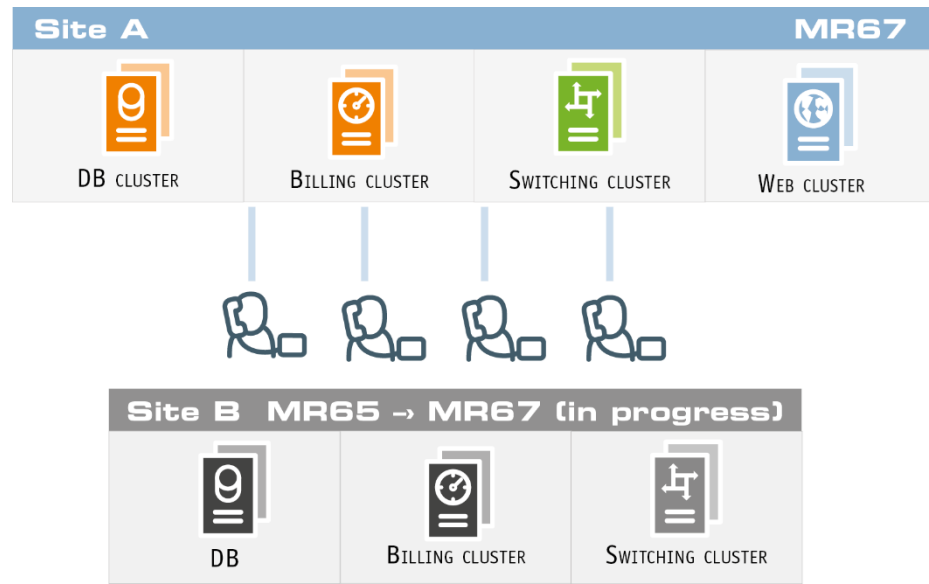 Site A MR67
DB CLUSTER BILLING CLUSTER SWITCHING CLUSTER WEB CLUSTER
Site B MR65 → MR67 (in progress)
DB BILLING CLUSTER SWITCHING CLUSTER